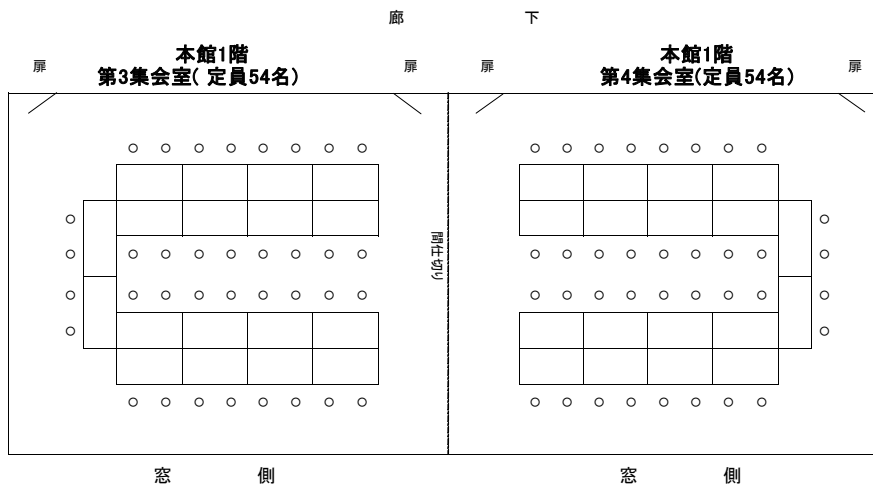 廊 下
本館1階
第3集会室( 定員54名)
扉 扉
本館1階
第4集会室(定員54名)
扉 扉
間仕切り
窓 側
窓 側